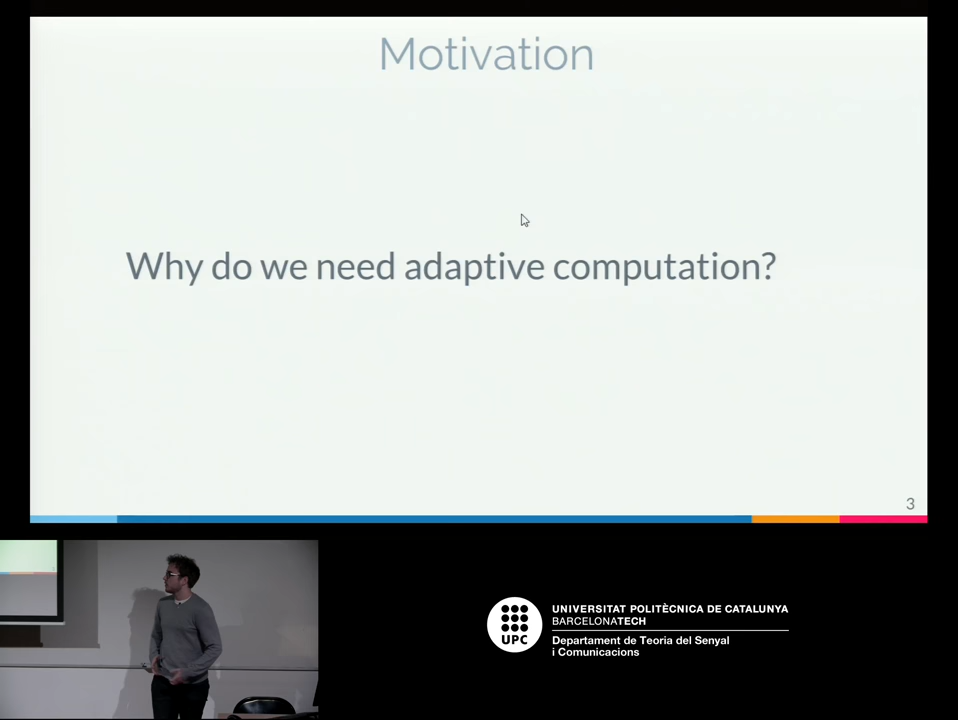 Motivation
Why do we need adaptive computation?
3
UPC
UNIVERSITAT POLITÈCNICA DE CATALUNYA
BARCELONATECH
Departament de Teoria del Senyal
i Comunicacions